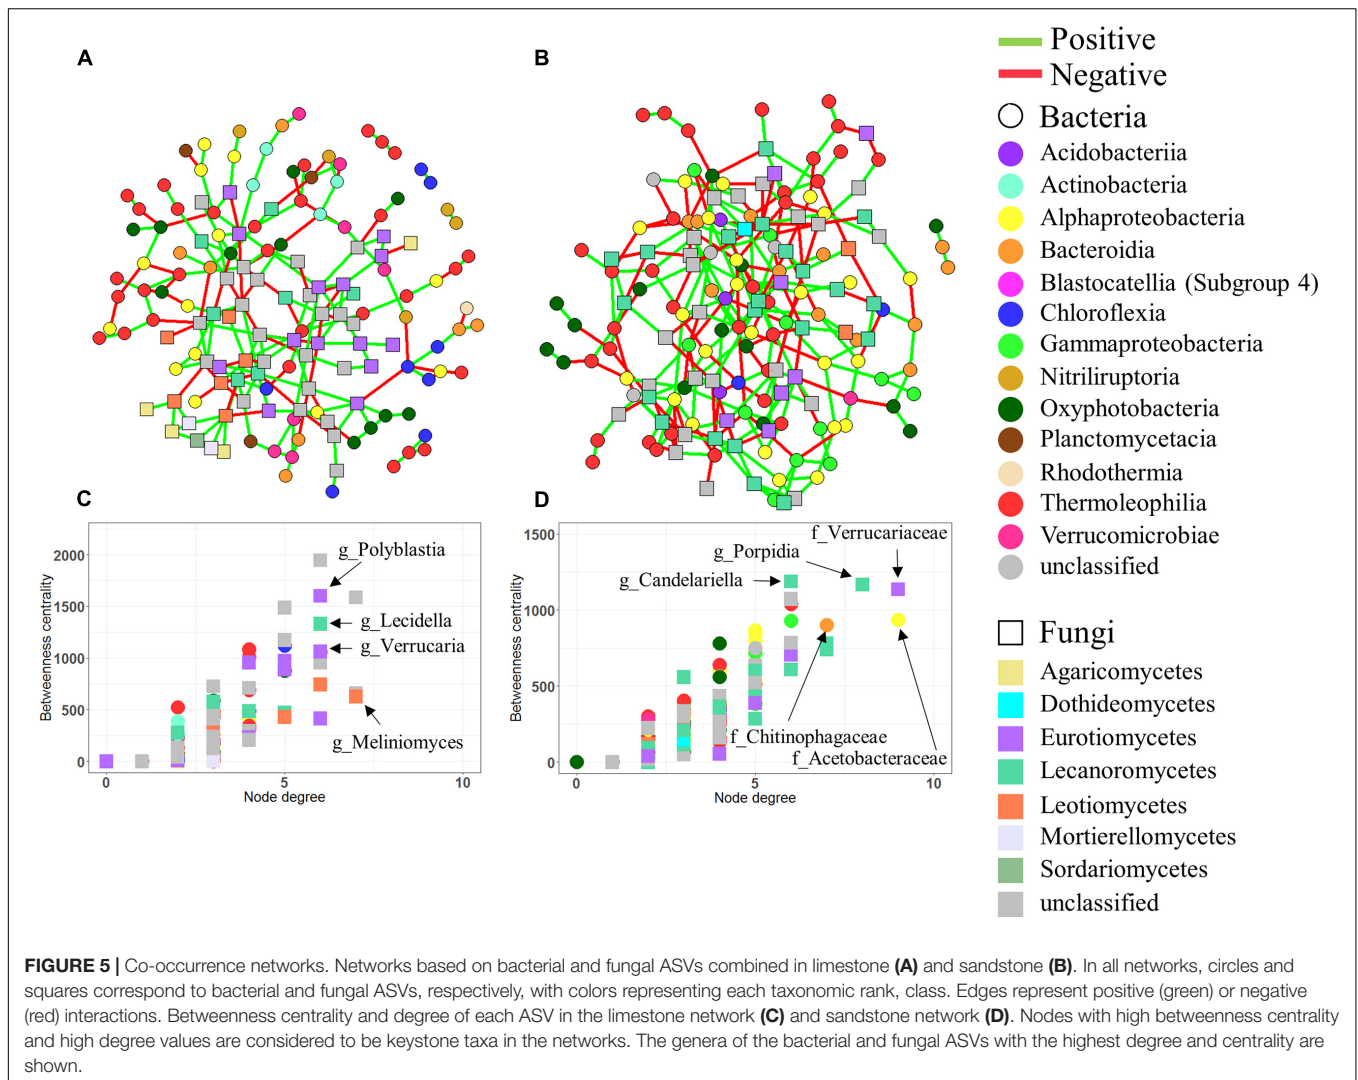 A
B
Positive
Negative
Bacteria
Acidobacteriia
Actinobacteria
Alphaproteobacteria
Bacteroidia
Blastocatellia (Subgroup 4)
Chloroflexia
Gammaproteobacteria
Nitriliruptoria
Oxyphotobacteria
Planctomycetacia
Rhodothermia
Thermoleophilia
Verrucomicrobiae
unclassified
Fungi
Agaricomycetes
Dothideomycetes
Eurotiomycetes
Lecanoromycetes
Leotiomycetes
Mortierellomycetes
Sordariomycetes
unclassified
C
Betweenness centrality
2000
1500
1000
500
0
0
5
10
Node degree
g_Polyblastia
g_Lecidella
g_Verrucaria
g_Meliniomyces
D
Betweenness centrality
1500
1000
500
0
0
5
10
Node degree
f_Verrucariaceae
g_Porpidia
g_Candelariella
f_Chitinophagaceae
f_Acetobacteraceae
FIGURE 5 | Co-occurrence networks. Networks based on bacterial and fungal ASVs combined in limestone (A) and sandstone (B). In all networks, circles and
squares correspond to bacterial and fungal ASVs, respectively, with colors representing each taxonomic rank, class. Edges represent positive (green) or negative
(red) interactions. Betweenness centrality and degree of each ASV in the limestone network (C) and sandstone network (D). Nodes with high betweenness centrality
and high degree values are considered to be keystone taxa in the networks. The genera of the bacterial and fungal ASVs with the highest degree and centrality are
shown.